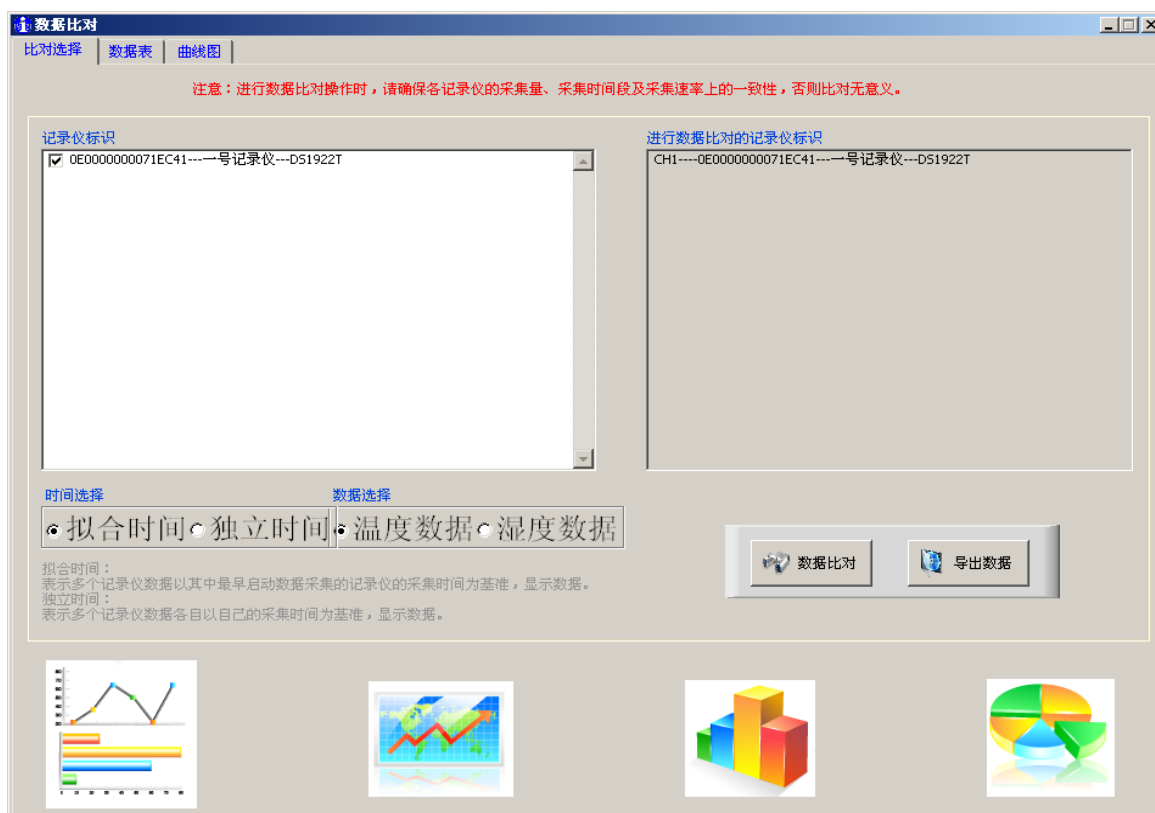 数据比对
比对选择 数据表 曲线图
注意：进行数据比对操作时，请确保各记录仪的采集量、采集时间段及采集速率上的一致性，否则比对无意义。
记录仪标识
0E0000000071EC41---一号记录仪---DS1922T
进行数据比对的记录仪标识
CH1----0E0000000071EC41---一号记录仪---DS1922T
时间选择
拟合时间 独立时间
数据选择
温度数据 湿度数据
拟合时间：
表示多个记录仪数据以其中最早启动数据采集的记录仪的采集时间为基准，显示数据。
独立时间：
表示多个记录仪数据各自以自己的采集时间为基准，显示数据。
数据比对
导出数据